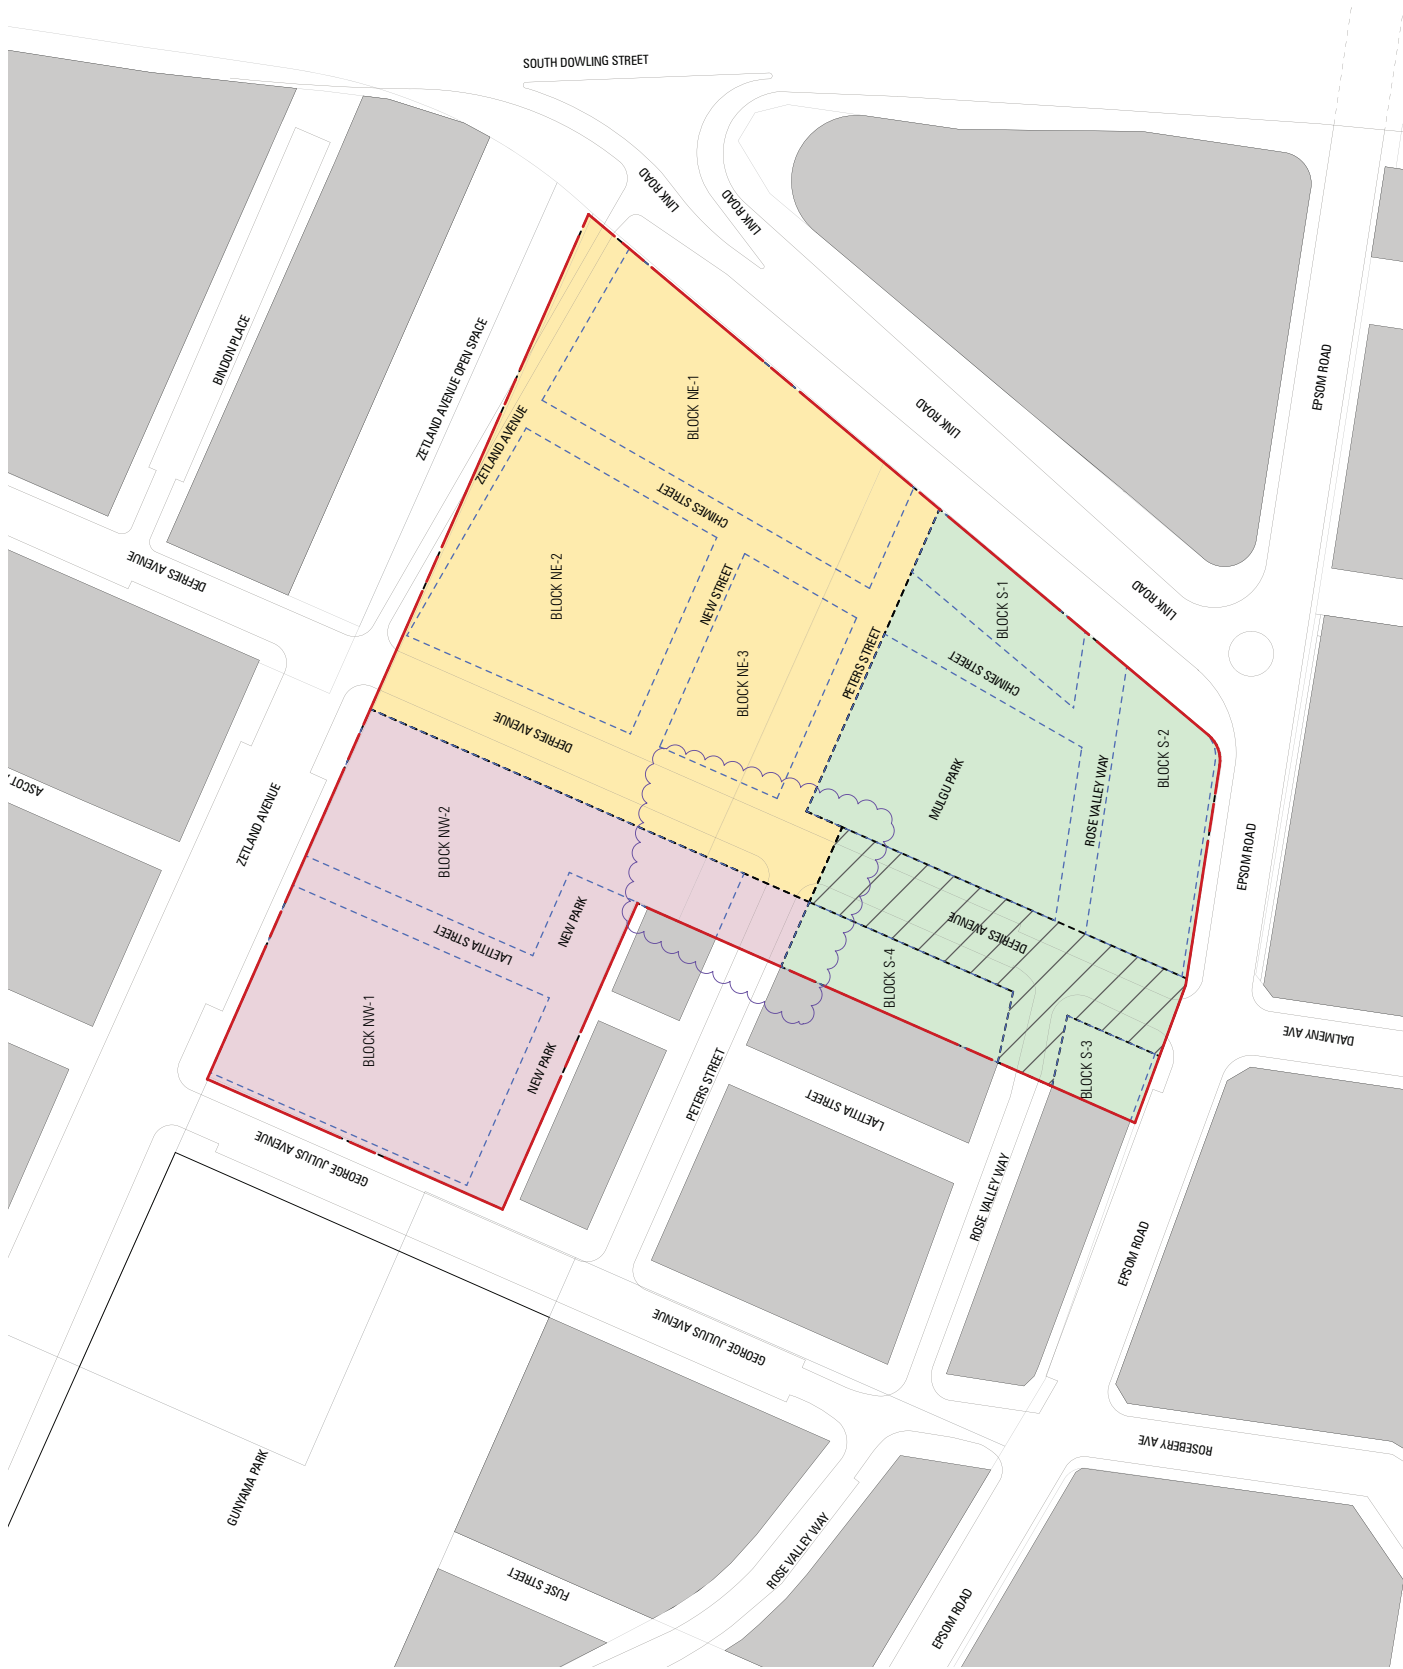 SOUTH DOWLING STREET
LINK ROAD
LINK ROAD
BINDON PLACE
ZETLAND AVENUE OPEN SPACE
EPSOM ROAD
BLOCK NE-1
LINK ROAD
ZETLAND AVENUE
CHIMES STREET
DEFRIES AVENUE
BLOCK NE-2
NEW STREET
BLOCK S-1
LINK ROAD
PETERS STREET
BLOCK NE-3
CHIMES STREET
DEFRIES AVENUE
BLOCK S-2
ASCOT
ZETLAND AVENUE
BLOCK NW-2
MULGU PARK
ROSE VALLEY WAY
EPSOM ROAD
LAETITIA STREET
NEW PARK
DEFRIES AVENUE
BLOCK S-4
BLOCK NW-1
DALMENY AVE
NEW PARK
PETERS STREET
BLOCK S-3
LAETITIA STREET
GEORGE JULIUS AVENUE
ROSE VALLEY WAY
EPSOM ROAD
GEORGE JULIUS AVENUE
ROSEBERY AVE
GUNYAMA PARK
ROSE VALLEY WAY
FUSE STREET
EPSOM ROAD